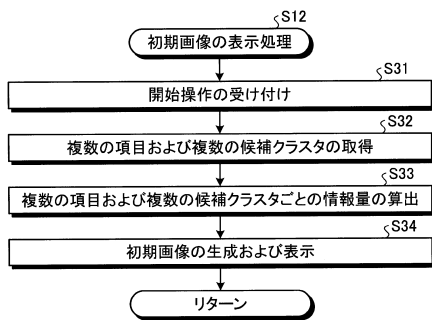 S12
初期画像の表示処理
S31
開始操作の受け付け
S32
複数の項目および複数の候補クラスタの取得
S33
複数の項目および複数の候補クラスタごとの情報量の算出
S34
初期画像の生成および表示
リターン